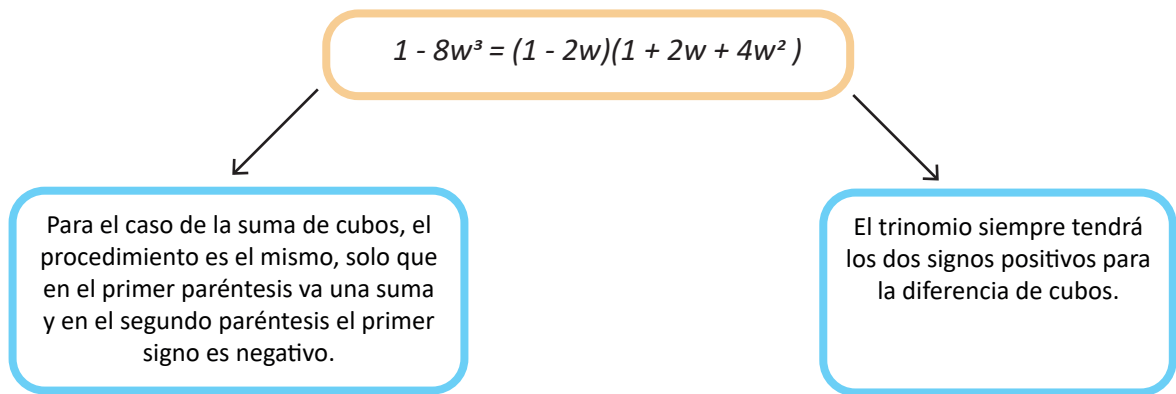 1 - 8w³ = (1 - 2w)(1 + 2w + 4w² )
Para el caso de la suma de cubos, el
procedimiento es el mismo, solo que
en el primer paréntesis va una suma
y en el segundo paréntesis el primer
signo es negativo.
El trinomio siempre tendrá
los dos signos positivos para
la diferencia de cubos.